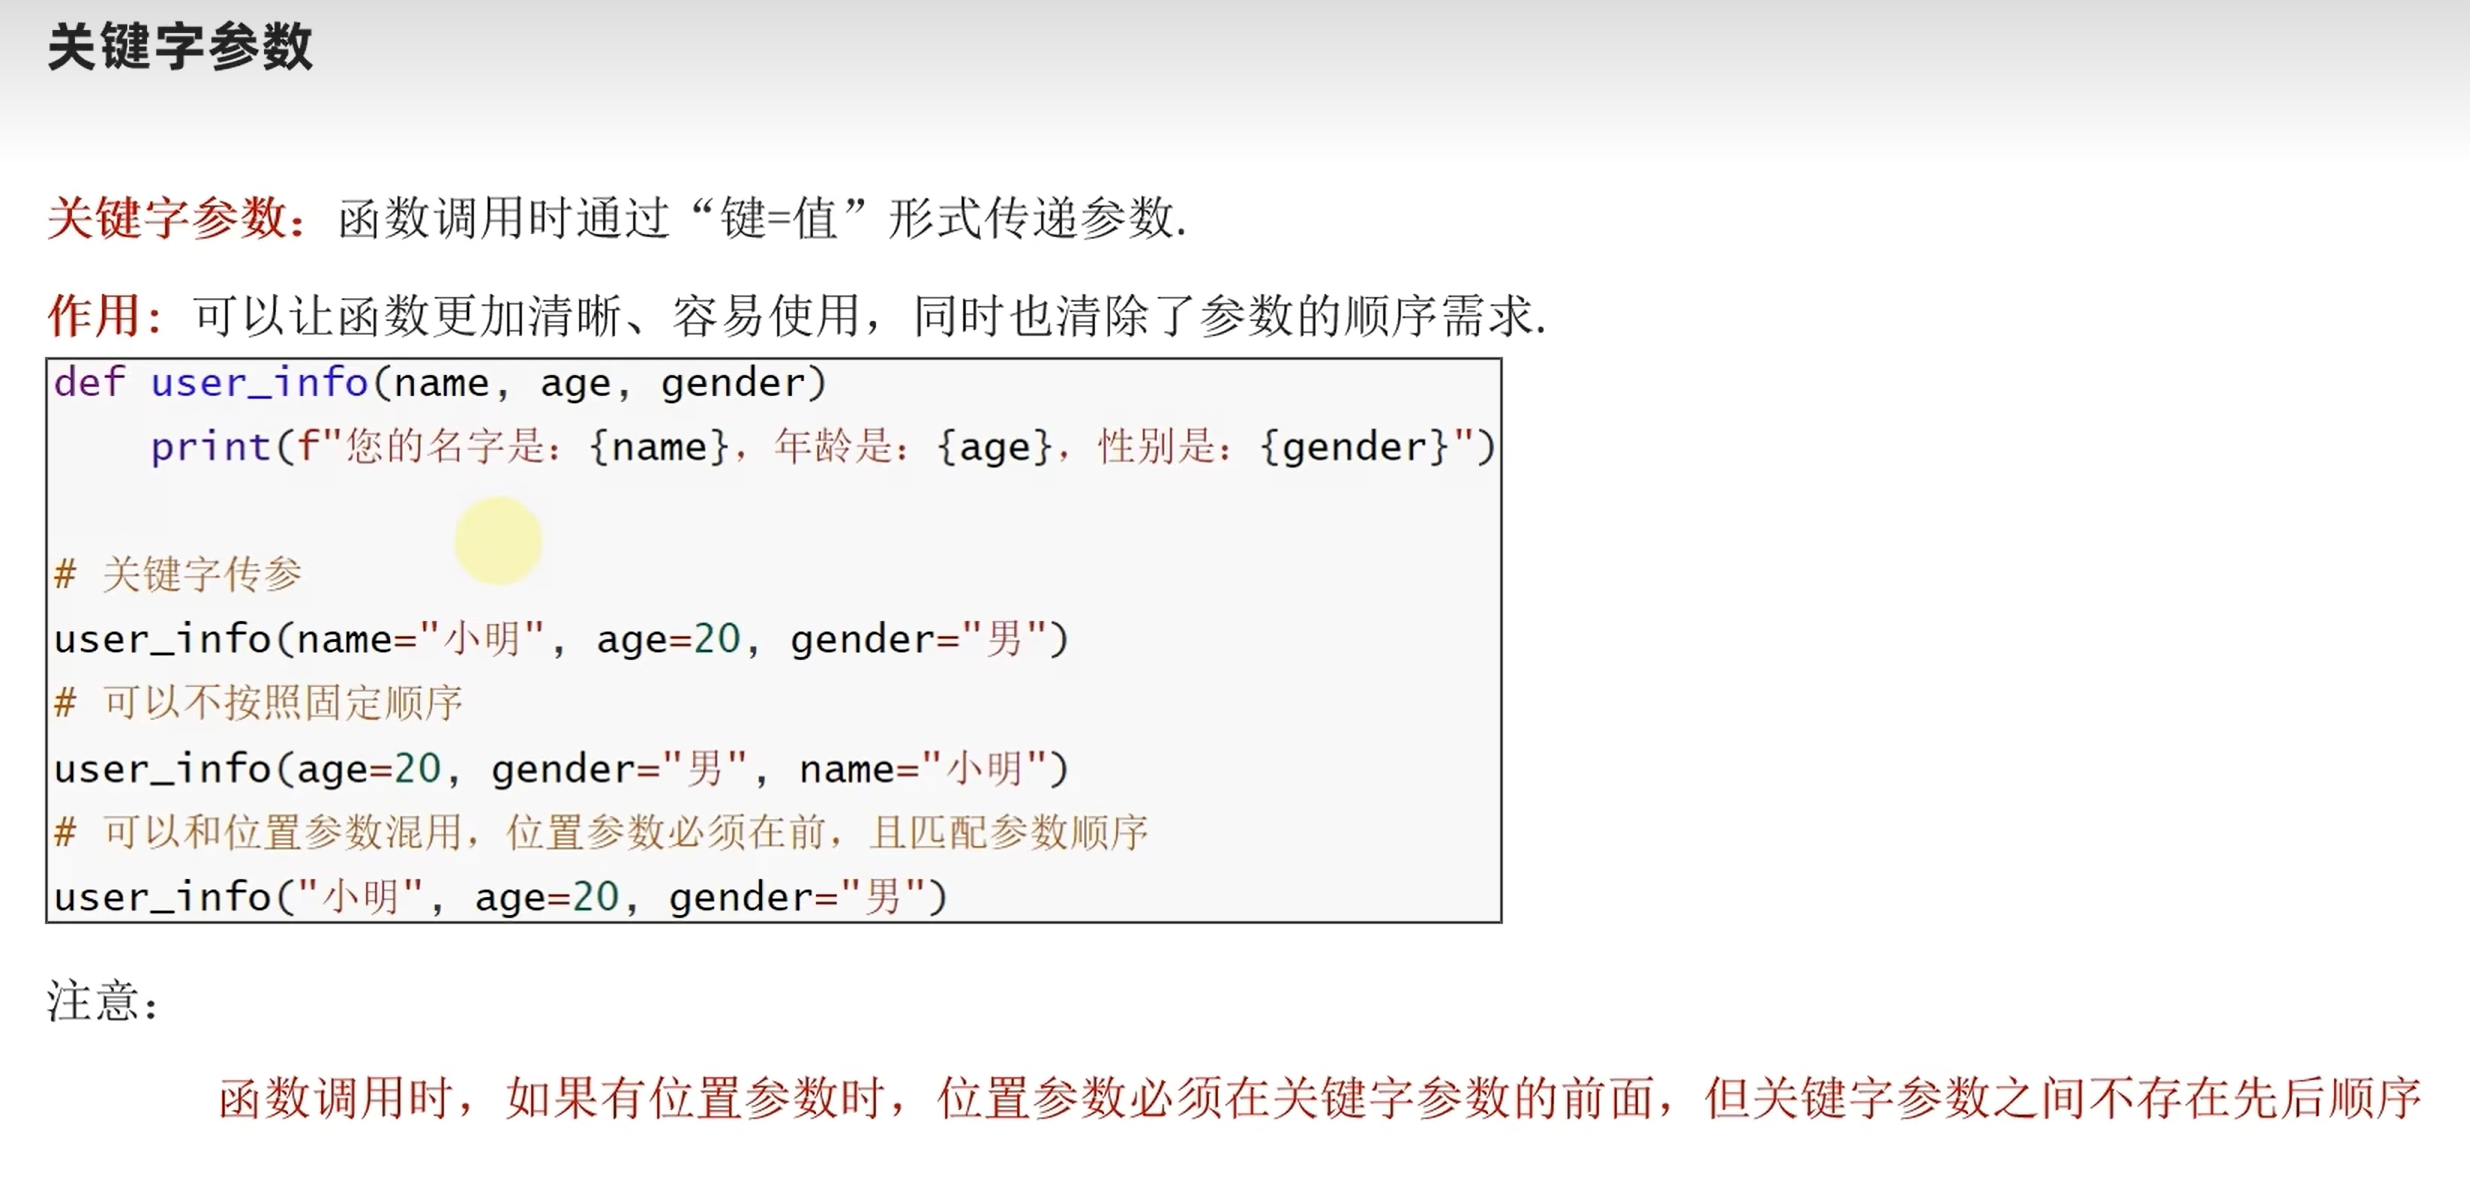 关键字参数
关键字参数：函数调用时通过“键=值”形式传递参数.
作用：可以让函数更加清晰、容易使用，同时也清除了参数的顺序需求.
def user_info(name, age, gender)
    print(f"您的名字是：{name}，年龄是：{age}，性别是：{gender}")
# 关键字传参
user_info(name="小明", age=20, gender="男")
# 可以不按照固定顺序
user_info(age=20, gender="男", name="小明")
# 可以和位置参数混用，位置参数必须在前，且匹配参数顺序
user_info("小明", age=20, gender="男")
注意：
函数调用时，如果有位置参数时，位置参数必须在关键字参数的前面，但关键字参数之间不存在先后顺序